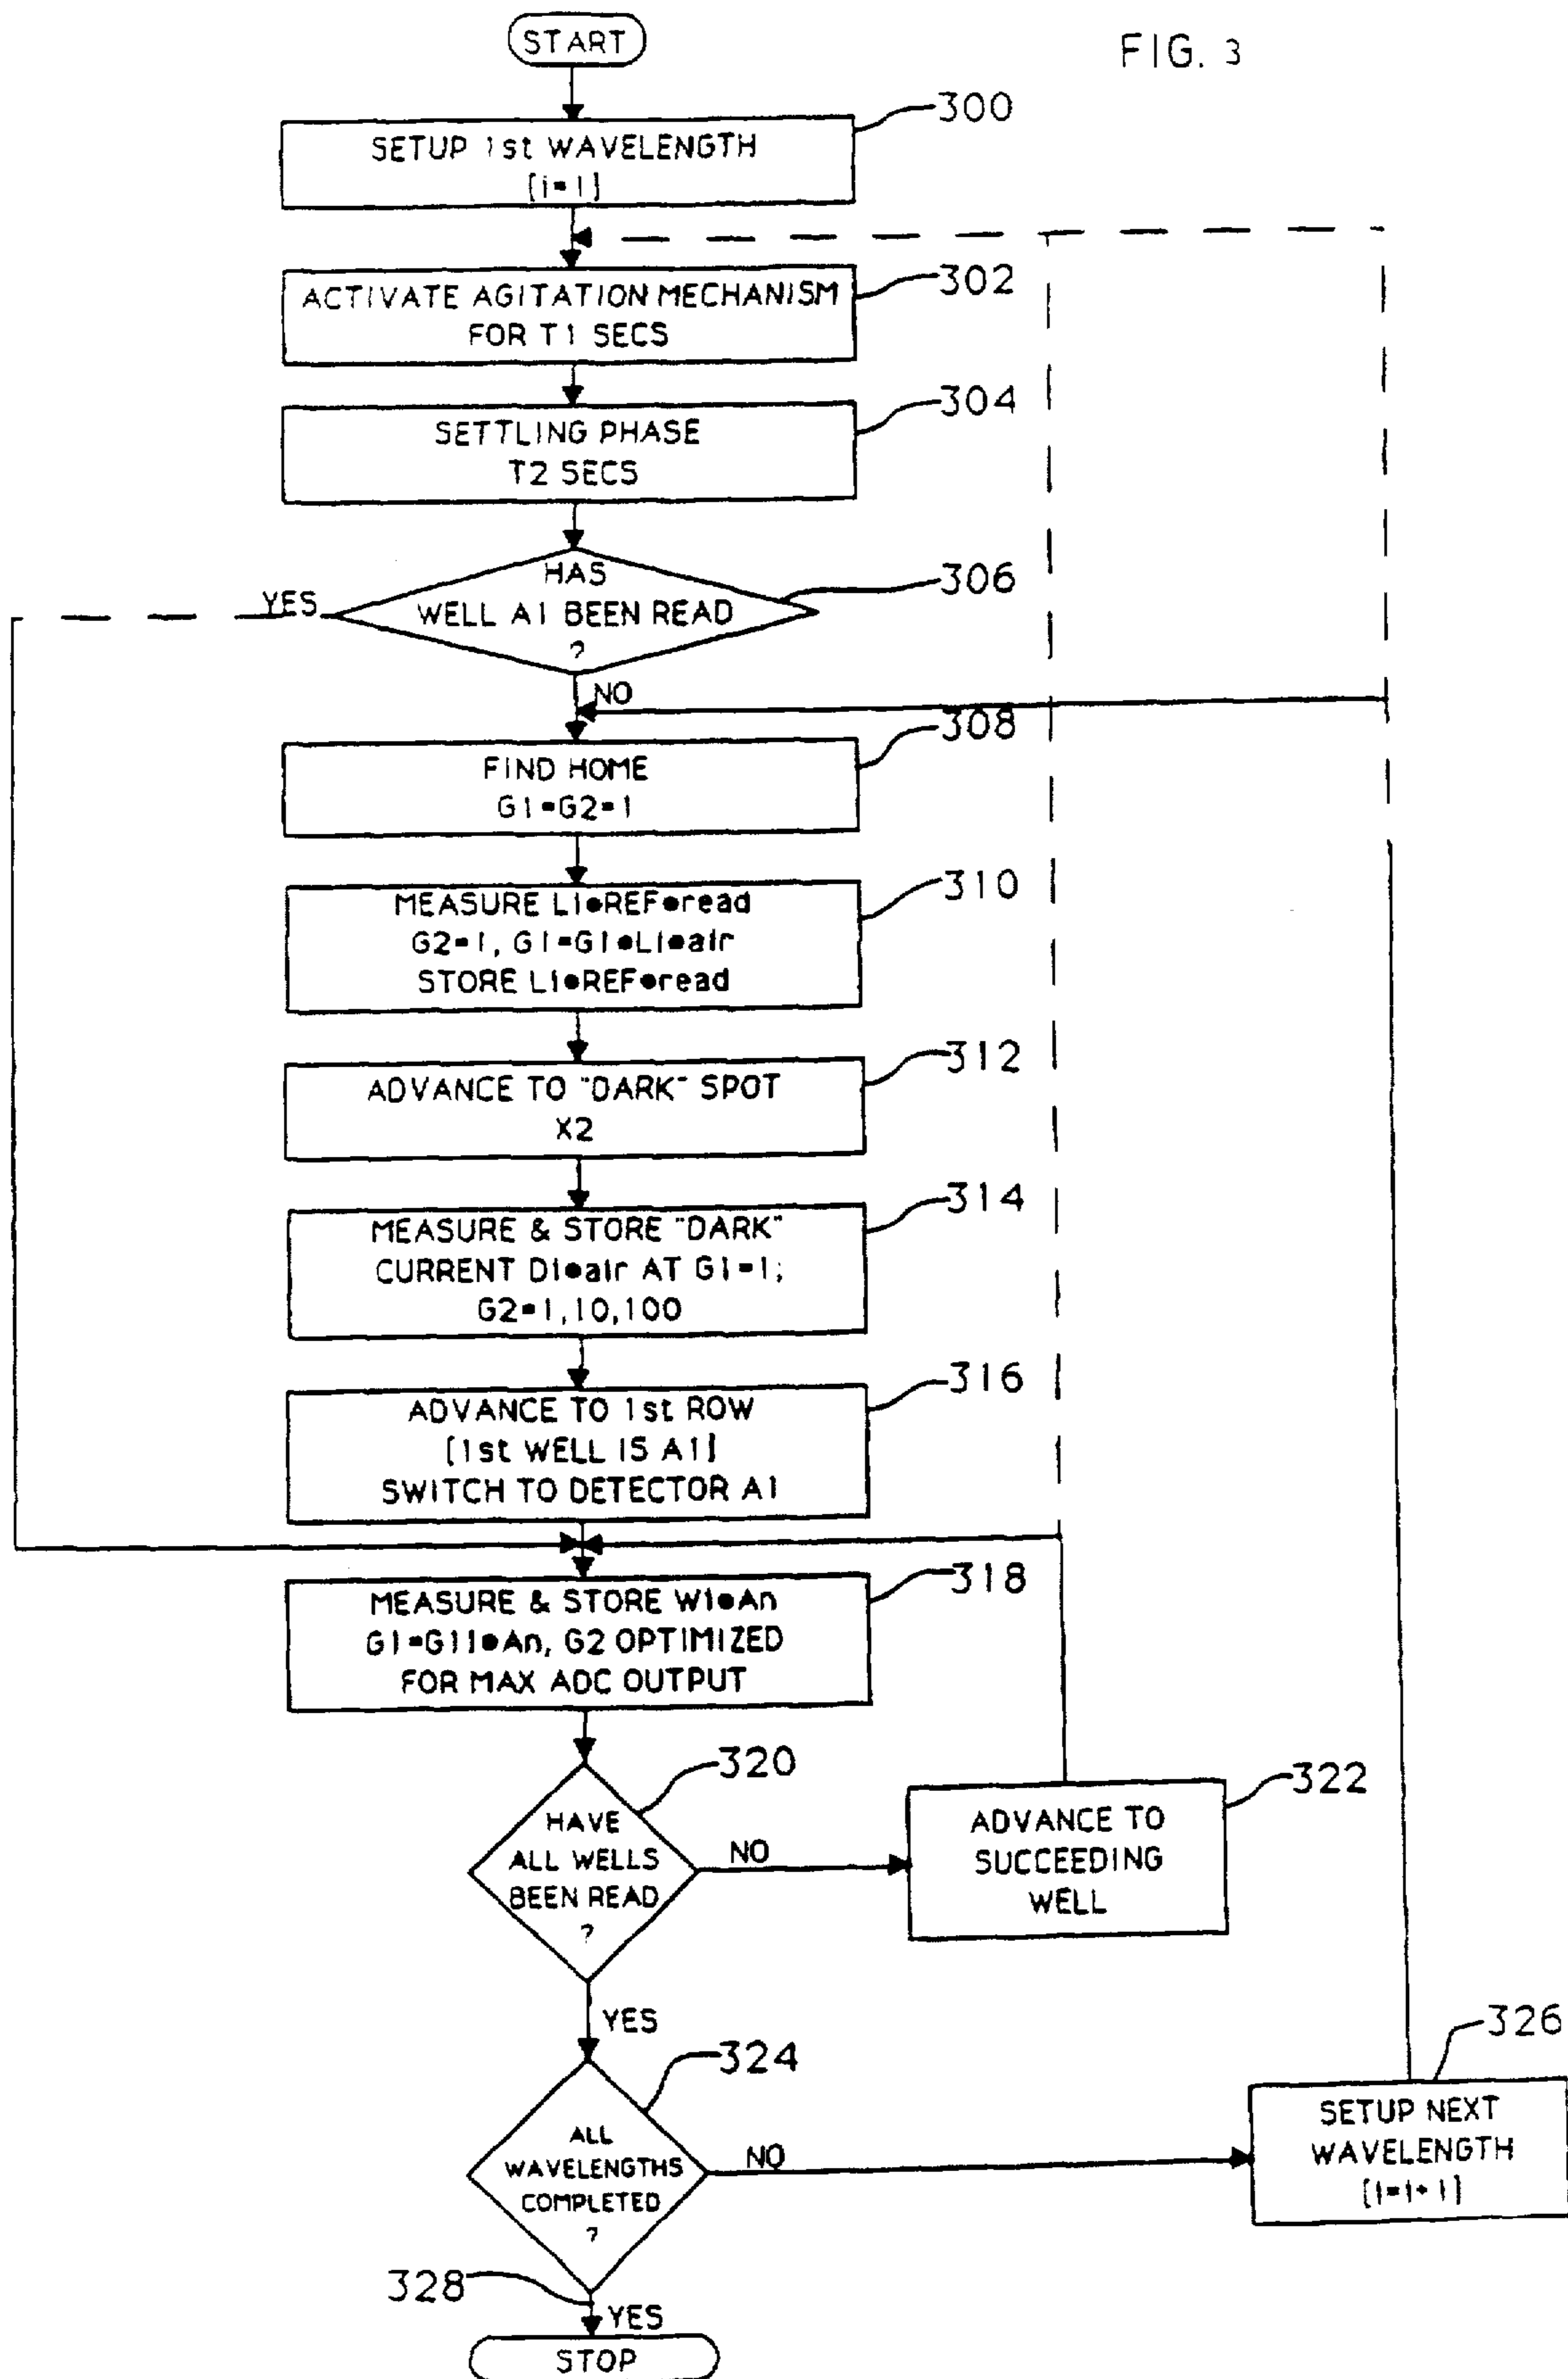 START
FIG. 3
300
SETUP 1st WAVELENGTH
[i=1]
302
ACTIVATE AGITATION MECHANISM
FOR T1 SECS
304
SETTLING PHASE
T2 SECS
306
HAS
WELL A1 BEEN READ
?
YES
NO
308
FIND HOME
G1=G2=1
310
MEASURE Li•REF•read
G2=1, G1=G1•Li•air
STORE Li•REF•read
312
ADVANCE TO "DARK" SPOT
X2
314
MEASURE & STORE "DARK"
CURRENT Di•air AT G1=1;
G2=1,10,100
316
ADVANCE TO 1st ROW
[1st WELL IS A1]
SWITCH TO DETECTOR A1
318
MEASURE & STORE Wi•An
G1=G1i•An, G2 OPTIMIZED
FOR MAX ADC OUTPUT
320
HAVE
ALL WELLS
BEEN READ
?
NO
322
ADVANCE TO
SUCCEEDING
WELL
YES
324
ALL
WAVELENGTHS
COMPLETED
?
NO
326
SETUP NEXT
WAVELENGTH
[i=i+1]
328
YES
STOP